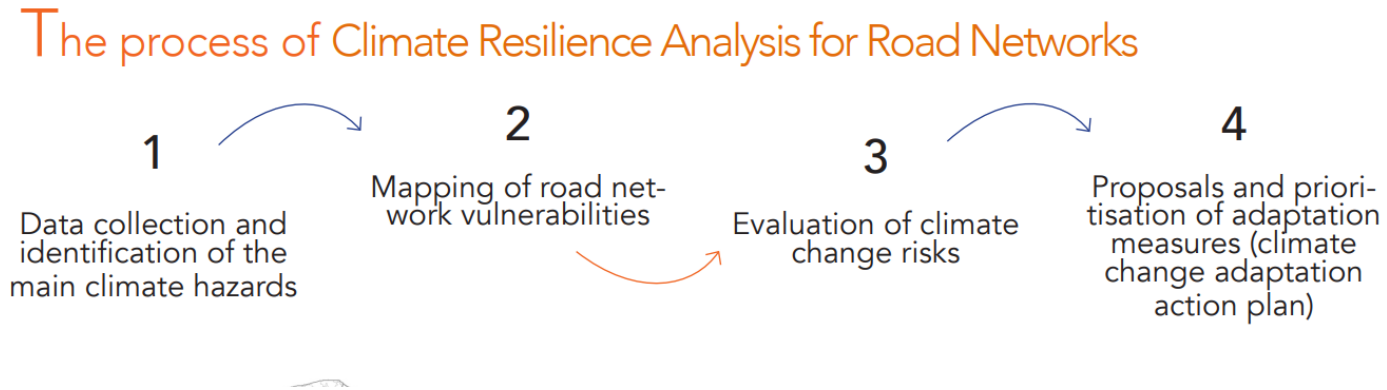 The process of Climate Resilience Analysis for Road Networks
1
Data collection and
identification of the
main climate hazards
2
Mapping of road net-
work vulnerabilities
3
Evaluation of climate
change risks
4
Proposals and priori-
tisation of adaptation
measures (climate
change adaptation
action plan)